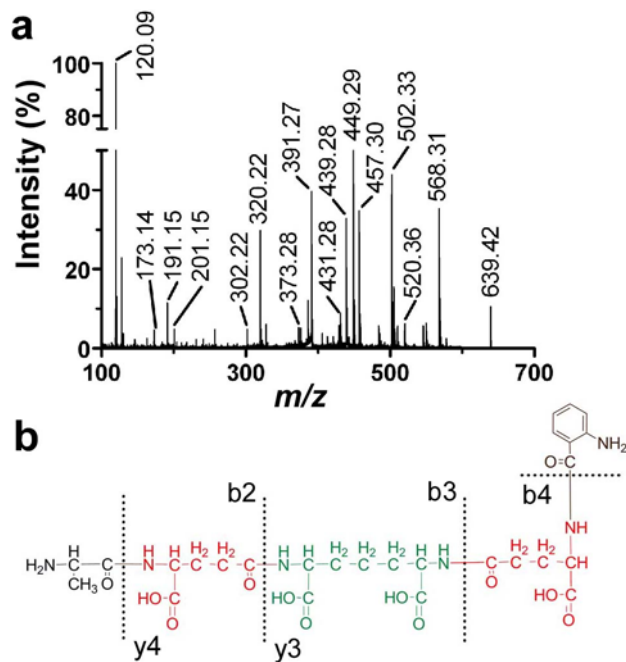 a
Intensity (%)
100
80
40
20
0
120.09
173.14
191.15
201.15
302.22
320.22
373.28
391.27
431.28
439.28
449.29
457.30
502.33
520.36
568.31
639.42
100
300
500
700
m/z
b
b2
b3
b4
NH₂
O=C
NH
H₂N-C-C
H
CH₃
O
H H H₂ H₂
N-C-C-C-C
O
HO-C
O
H H H₂ H₂ H₂ H H
N-C-C-C-C-C-N
HO-C
O
HO-C
O
H₂ H₂
C-C-C-C-H
O
C
HO
O
y4
y3